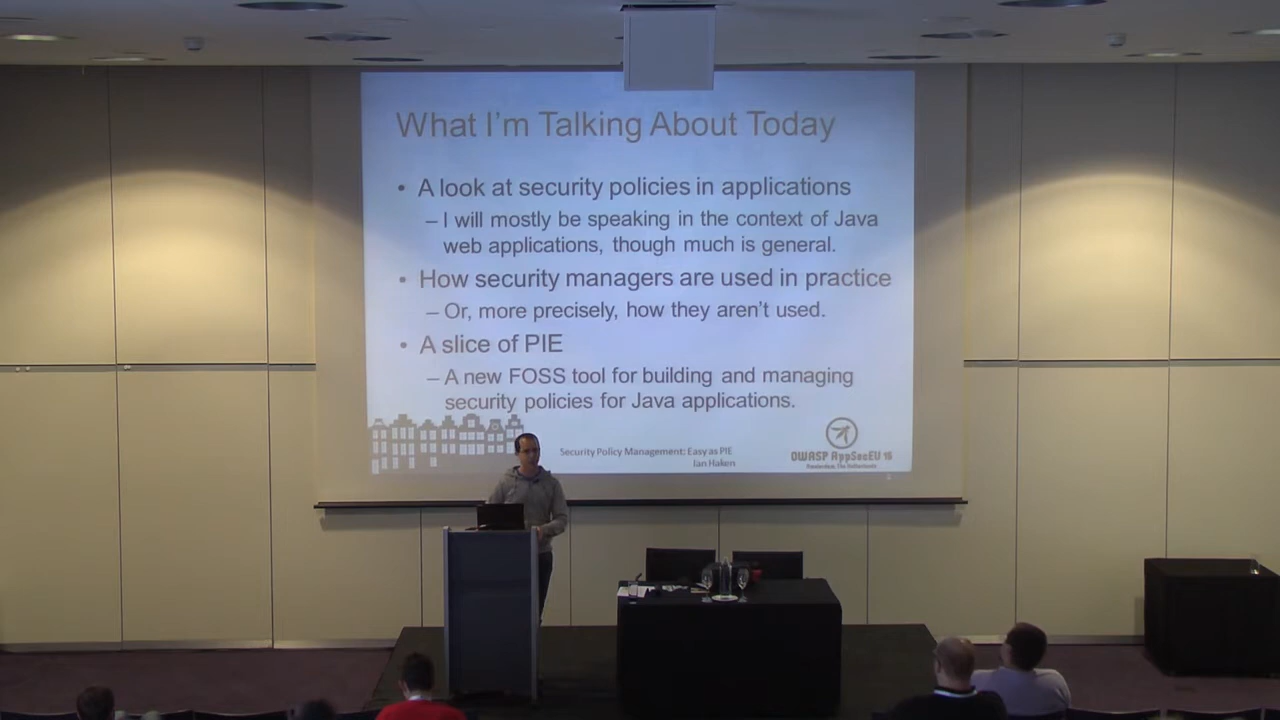 What I'm Talking About Today
• A look at security policies in applications
– I will mostly be speaking in the context of Java
web applications, though much is general.
• How security managers are used in practice
– Or, more precisely, how they aren't used.
• A slice of PIE
– A new FOSS tool for building and managing
security policies for Java applications.
Security Policy Management: Easy as PIE
Ian Haken
OWASP AppSecEU 15
Amsterdam, The Netherlands